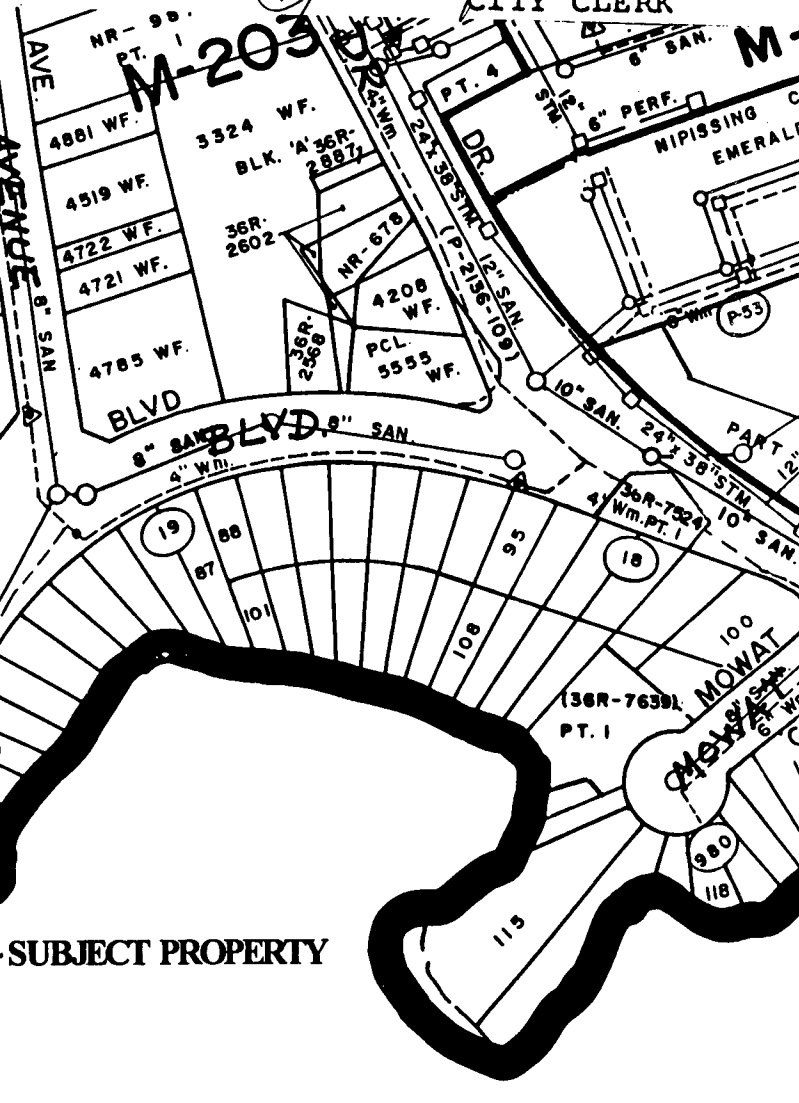 CITY CLERK
NR-
PT. 1
M-203
DR.
M-
AVE.
6" SAN.
PT. 4
4" Wm
12" STM
6" PERF.
4881 WF.
3324 WF.
BLK. 'A'
36R-
2887
24" x 38" STM.
DR.
NIPISSING
AVENUE
4519 WF.
36R-
2602
4722 WF.
NR-678
(P-2136-109)
12" SAN.
4721 WF.
4208
WF.
8" SAN
P-53
36R-
2568
PCL.
5555
WF.
4785 WF.
BLVD
10" SAN.
BLVD.
8" SAN
8" SAN.
24" x 38" STM
PART
12"
4" Wm.
36R-7524
PT. 1
4" Wm.
10" SAN.
19
88
95
18
87
101
108
100
MOWAT
(36R-7639)
PT. 1
MOWAT
980
118
115
SUBJECT PROPERTY